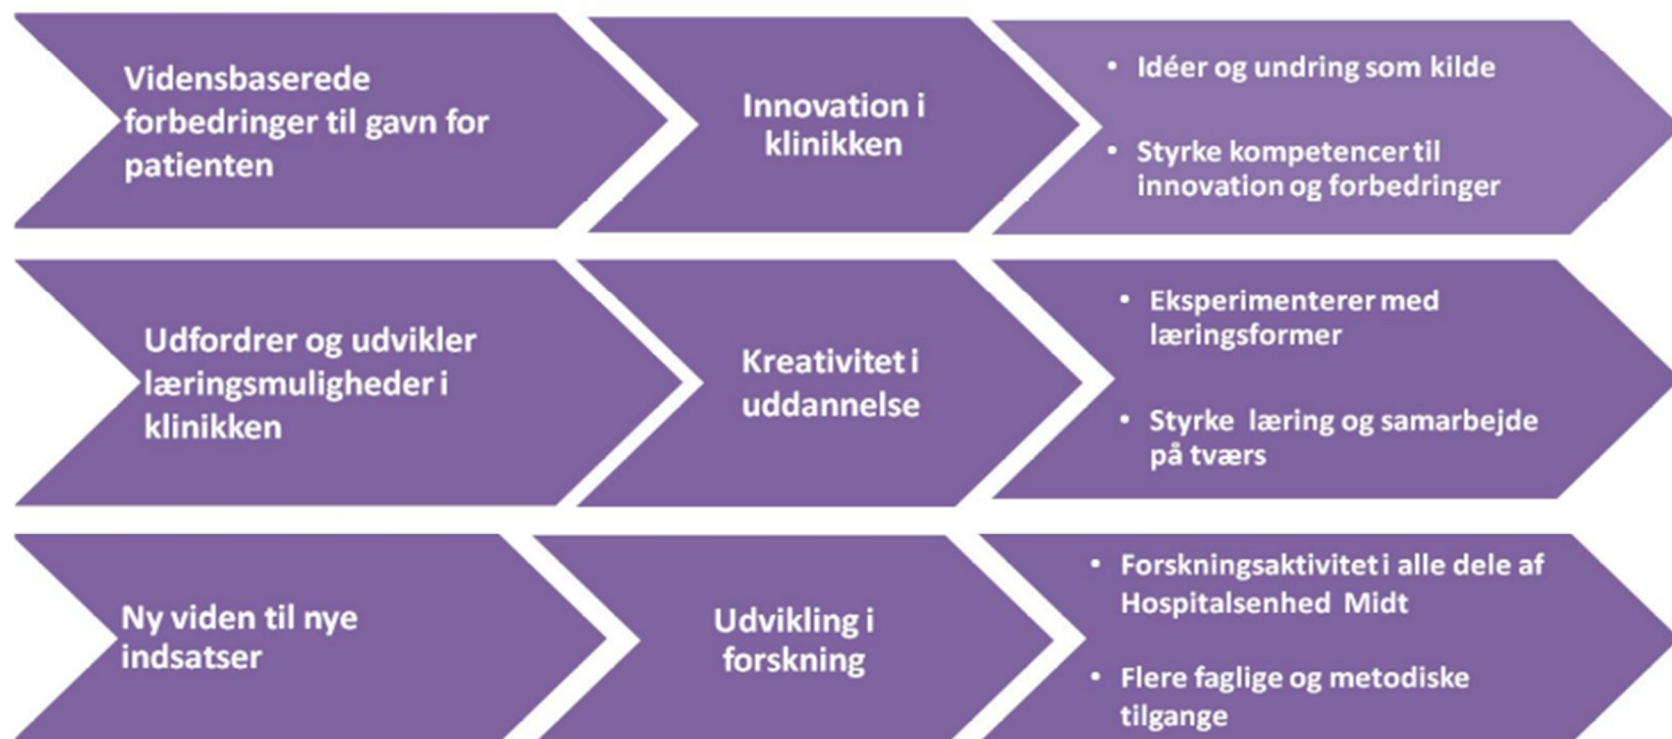 Vidensbaserede
forbedringer til gavn for
patienten
Innovation i
klinikken
• Idéer og undring som kilde
• Styrke kompetencer til
innovation og forbedringer
Udfordrer og udvikler
læringsmuligheder i
klinikken
Kreativitet i
uddannelse
• Eksperimenterer med
læringsformer
• Styrke læring og samarbejde
på tværs
Ny viden til nye
indsatser
Udvikling i
forskning
• Forskningsaktivitet i alle dele af
Hospitalsenhed Midt
• Flere faglige og metodiske
tilgange